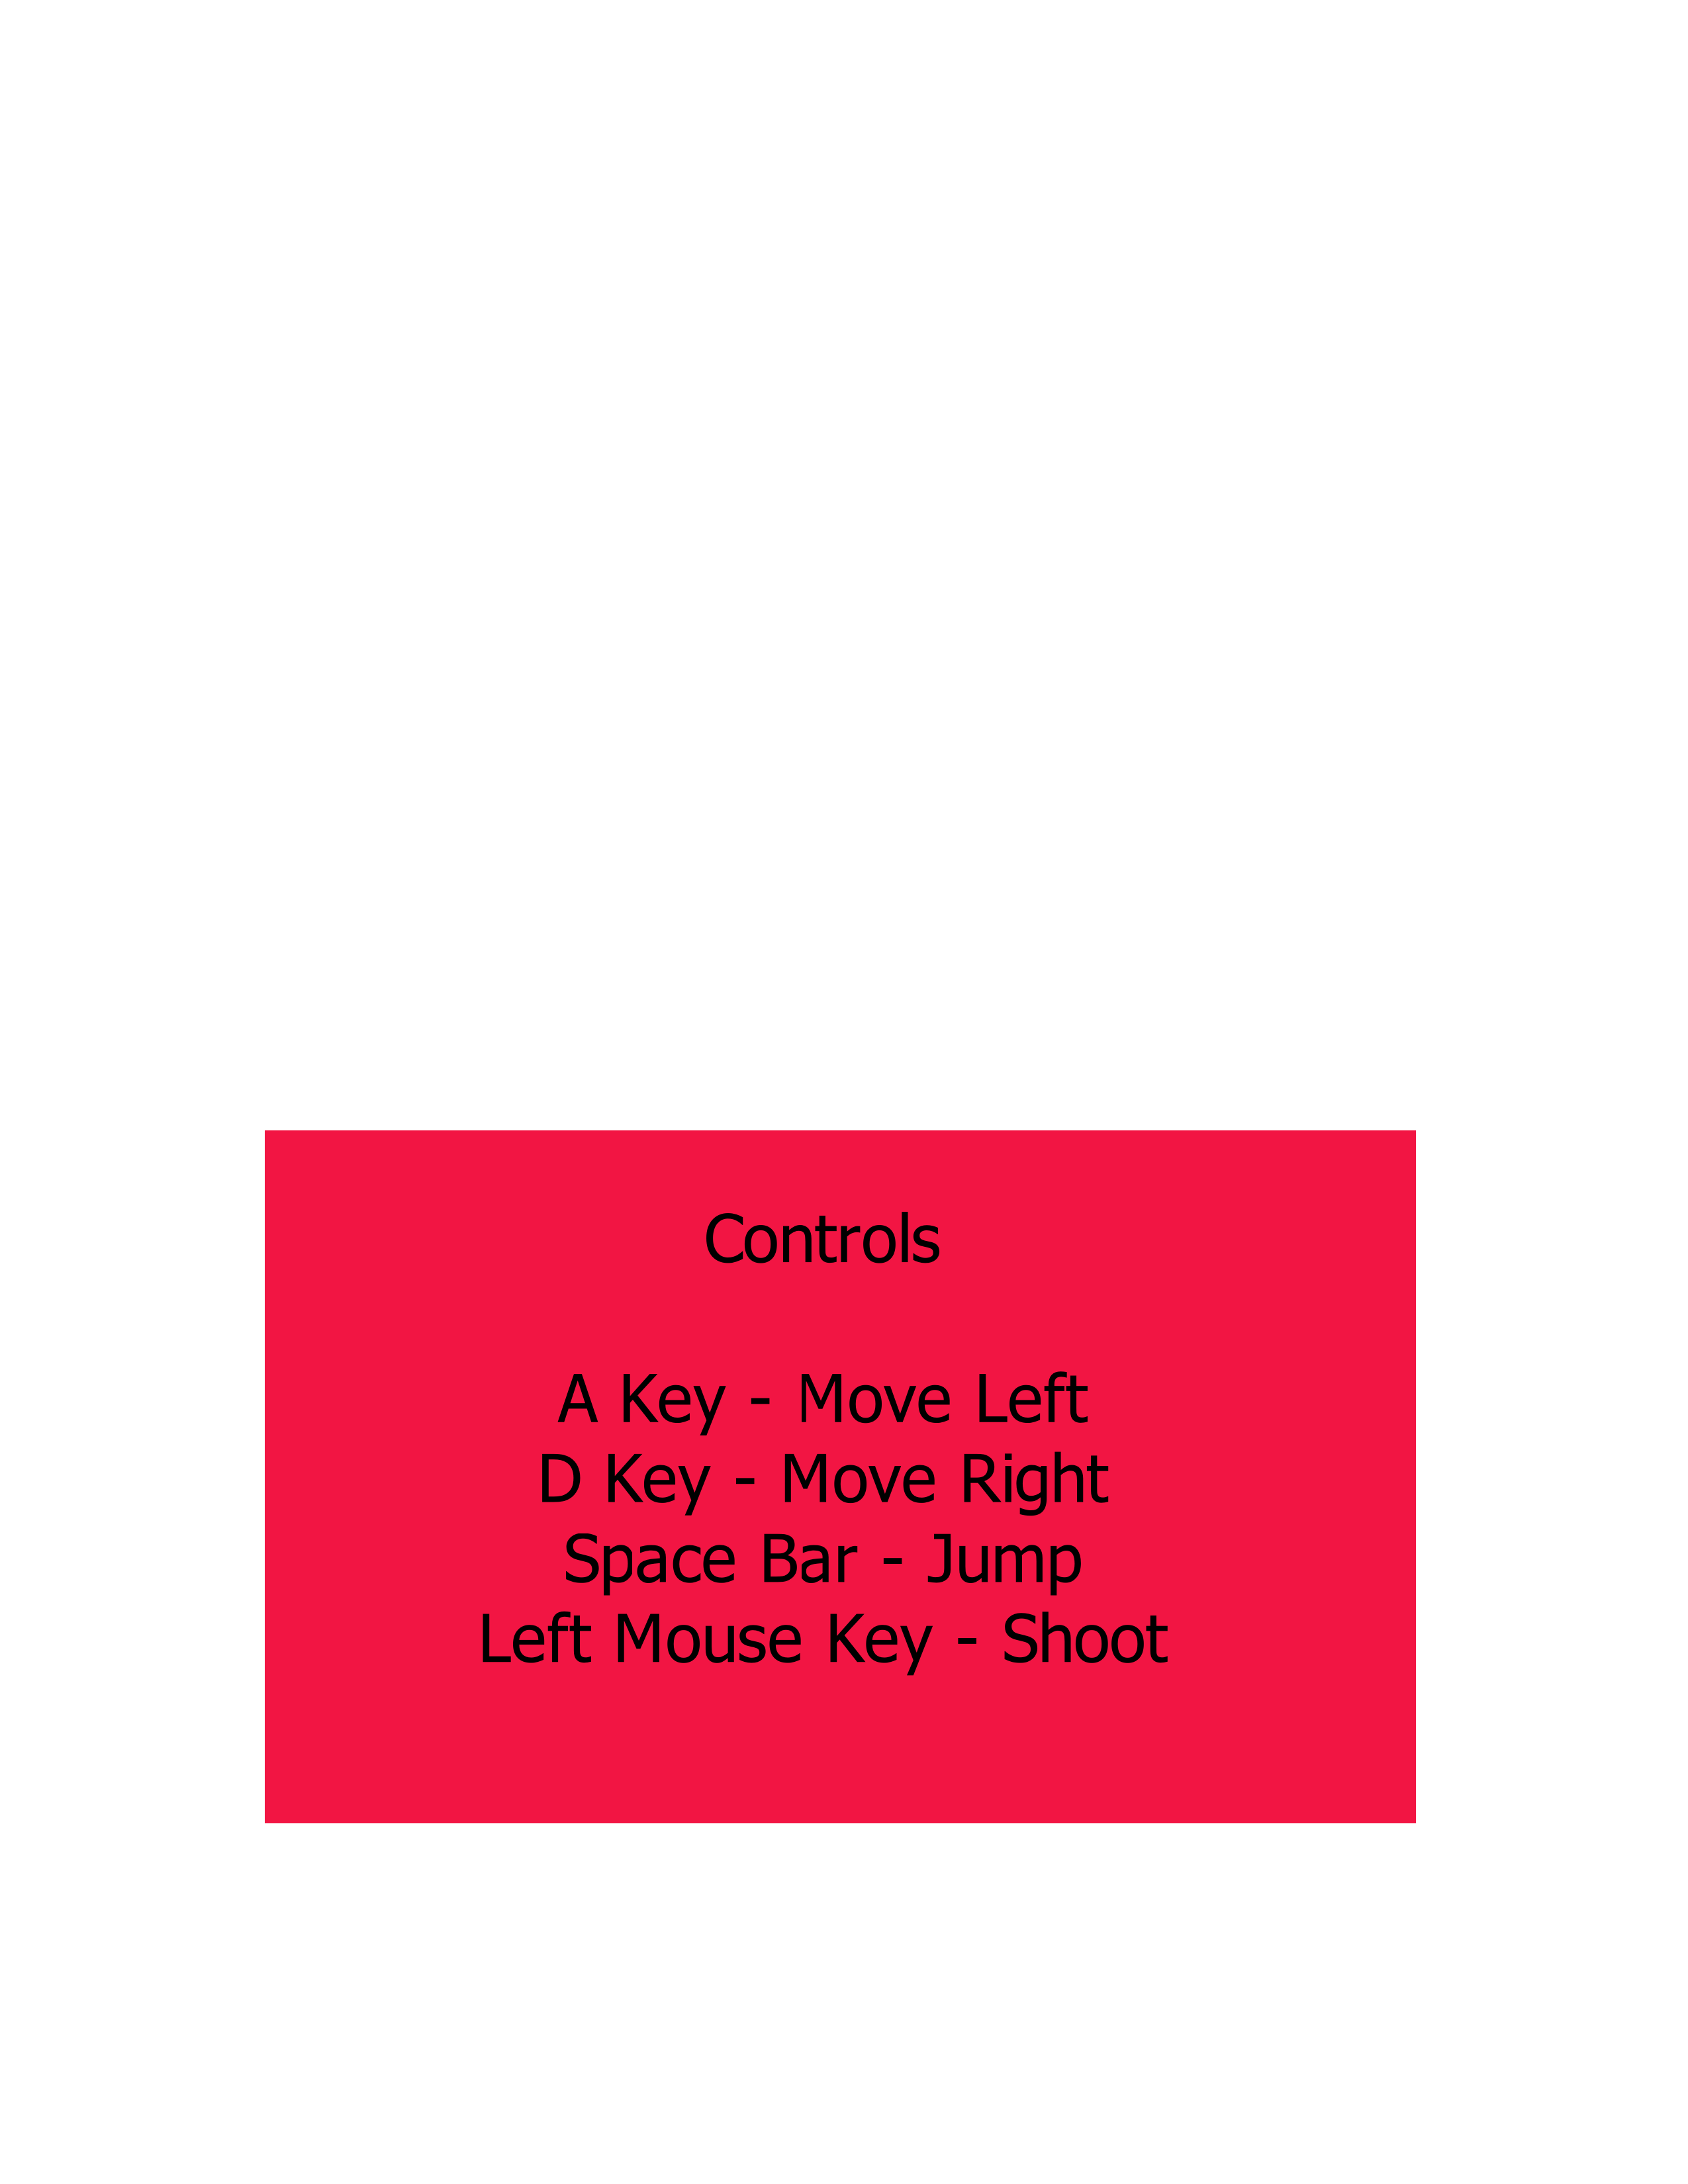 Controls
A Key - Move Left
D Key - Move Right
Space Bar - Jump
Left Mouse Key - Shoot